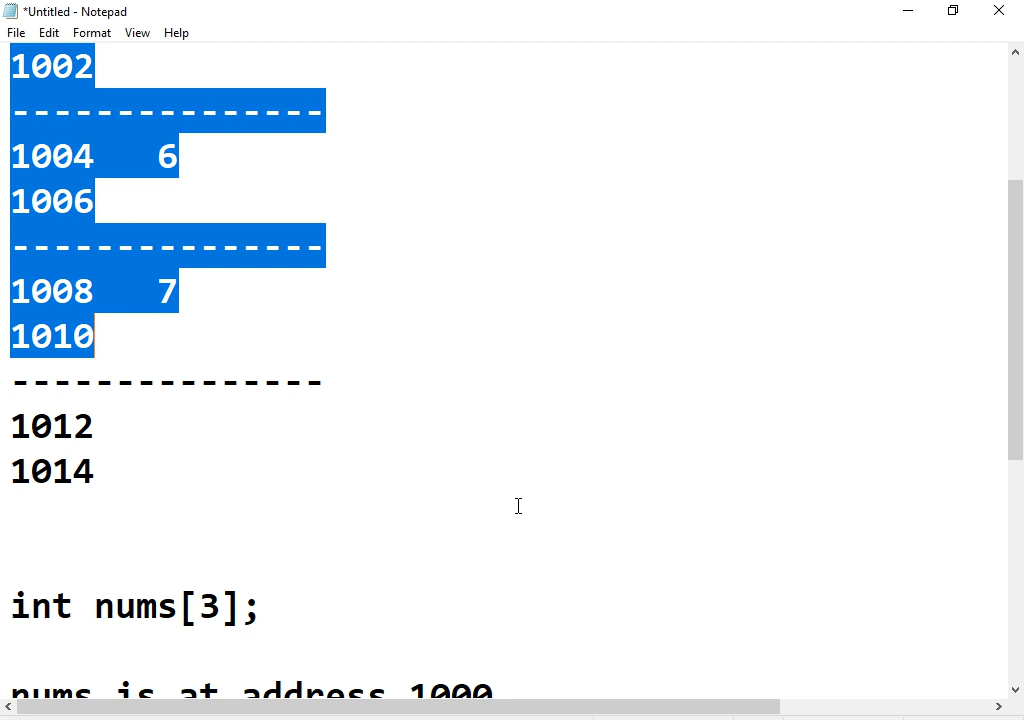 *Untitled - Notepad
File Edit Format View Help
1002
---------------
1004 6
1006
---------------
1008 7
1010
---------------
1012
1014
int nums[3];
nums is at address 1000